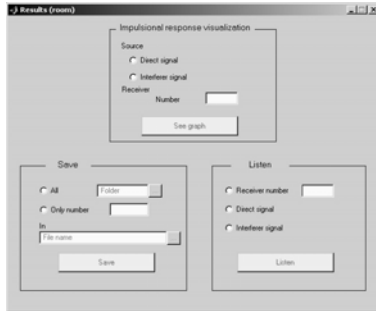 Results (room)
Impulsional response visualization
Source
Direct signal
Interferer signal
Receiver
Number
See graph
Save
All
Folder
Only number
In
File name
Save
Listen
Receiver number
Direct signal
Interferer signal
Listen